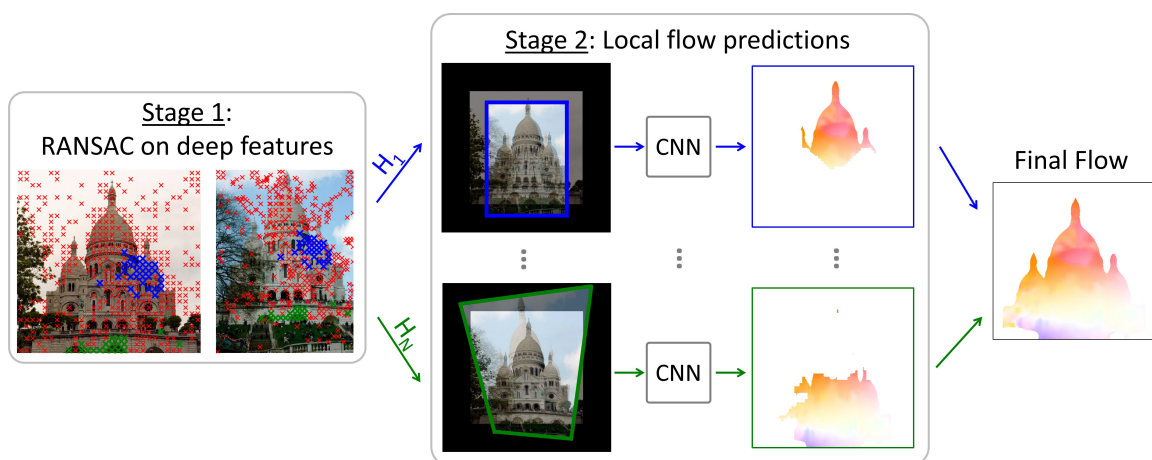 Stage 1:
RANSAC on deep features
H1
HN
Stage 2: Local flow predictions
CNN
CNN
Final Flow